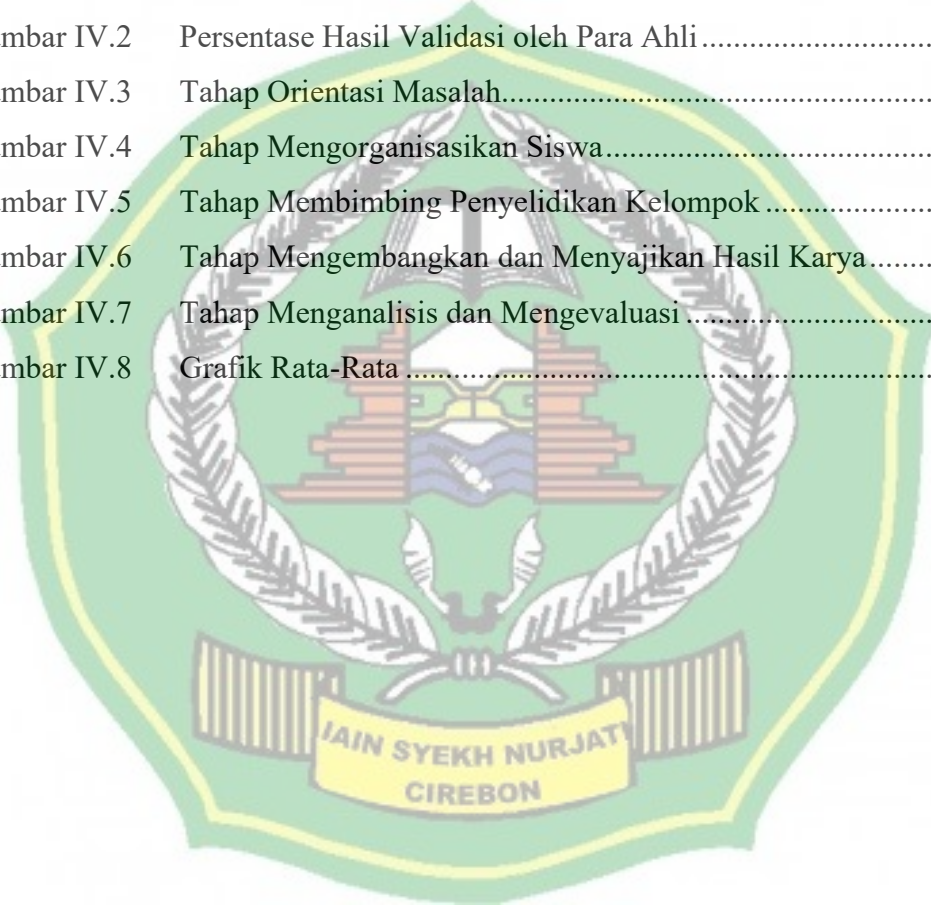 mbar IV.2 Persentase Hasil Validasi oleh Para Ahli..............................
mbar IV.3 Tahap Orientasi Masalah......................................................
mbar IV.4 Tahap Mengorganisasikan Siswa.........................................
mbar IV.5 Tahap Membimbing Penyelidikan Kelompok .....................
mbar IV.6 Tahap Mengembangkan dan Menyajikan Hasil Karya........
mbar IV.7 Tahap Menganalisis dan Mengevaluasi ...............................
mbar IV.8 Grafik Rata-Rata .................................................................
IAIN SYEKH NURJATI
CIREBON